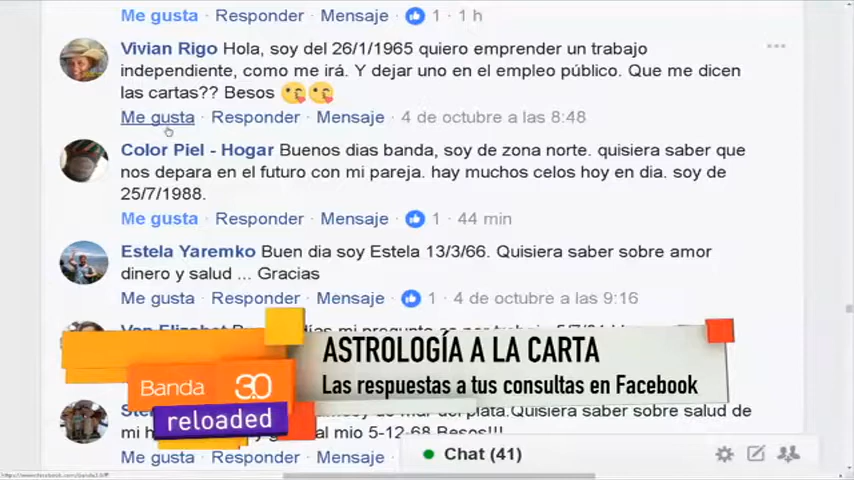 Me gusta · Responder · Mensaje · 1 · 1 h
Vivian Rigo Hola, soy del 26/1/1965 quiero emprender un trabajo
independiente, como me irá. Y dejar uno en el empleo público. Que me dicen
las cartas?? Besos
Me gusta · Responder · Mensaje · 4 de octubre a las 8:48
Color Piel - Hogar Buenos dias banda, soy de zona norte. quisiera saber que
nos depara en el futuro con mi pareja. hay muchos celos hoy en dia. soy de
25/7/1988.
Me gusta · Responder · Mensaje · 1 · 44 min
Estela Yaremko Buen dia soy Estela 13/3/66. Quisiera saber sobre amor
dinero y salud ... Gracias
Me gusta · Responder · Mensaje · 1 · 4 de octubre a las 9:16
ASTROLOGÍA A LA CARTA
Las respuestas a tus consultas en Facebook
Banda 3.0
reloaded
mar del plata.Quisiera saber sobre salud de
mi
al mio 5-12-68 Besos!!!
Me gusta · Responder · Mensaje
Chat (41)